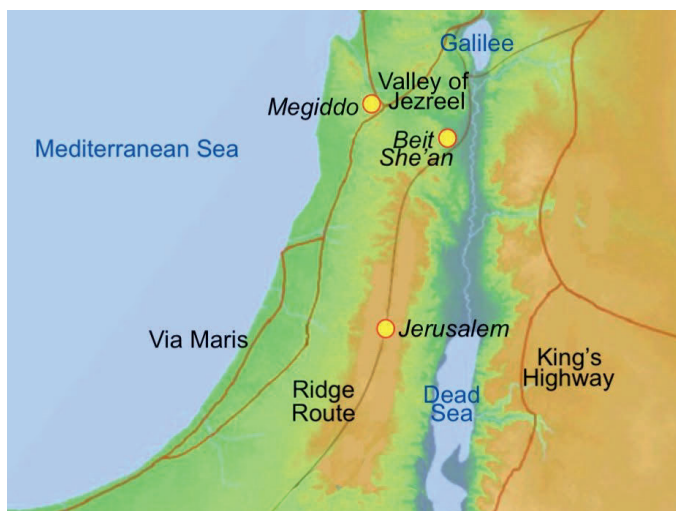 Galilee
Valley of
Jezreel
Megiddo
Beit
She'an
Mediterranean Sea
Jerusalem
Via Maris
King's
Highway
Ridge
Route
Dead
Sea